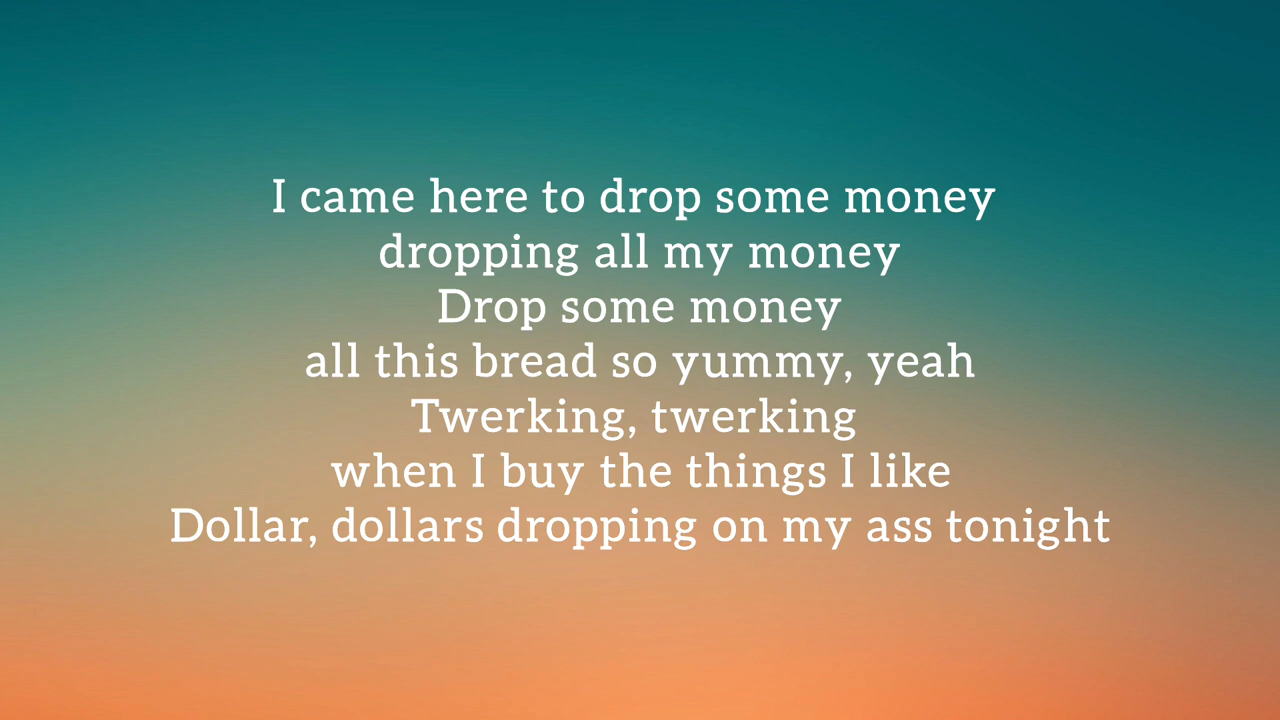 I came here to drop some money
dropping all my money
Drop some money
all this bread so yummy, yeah
Twerking, twerking
when I buy the things I like
Dollar, dollars dropping on my ass tonight